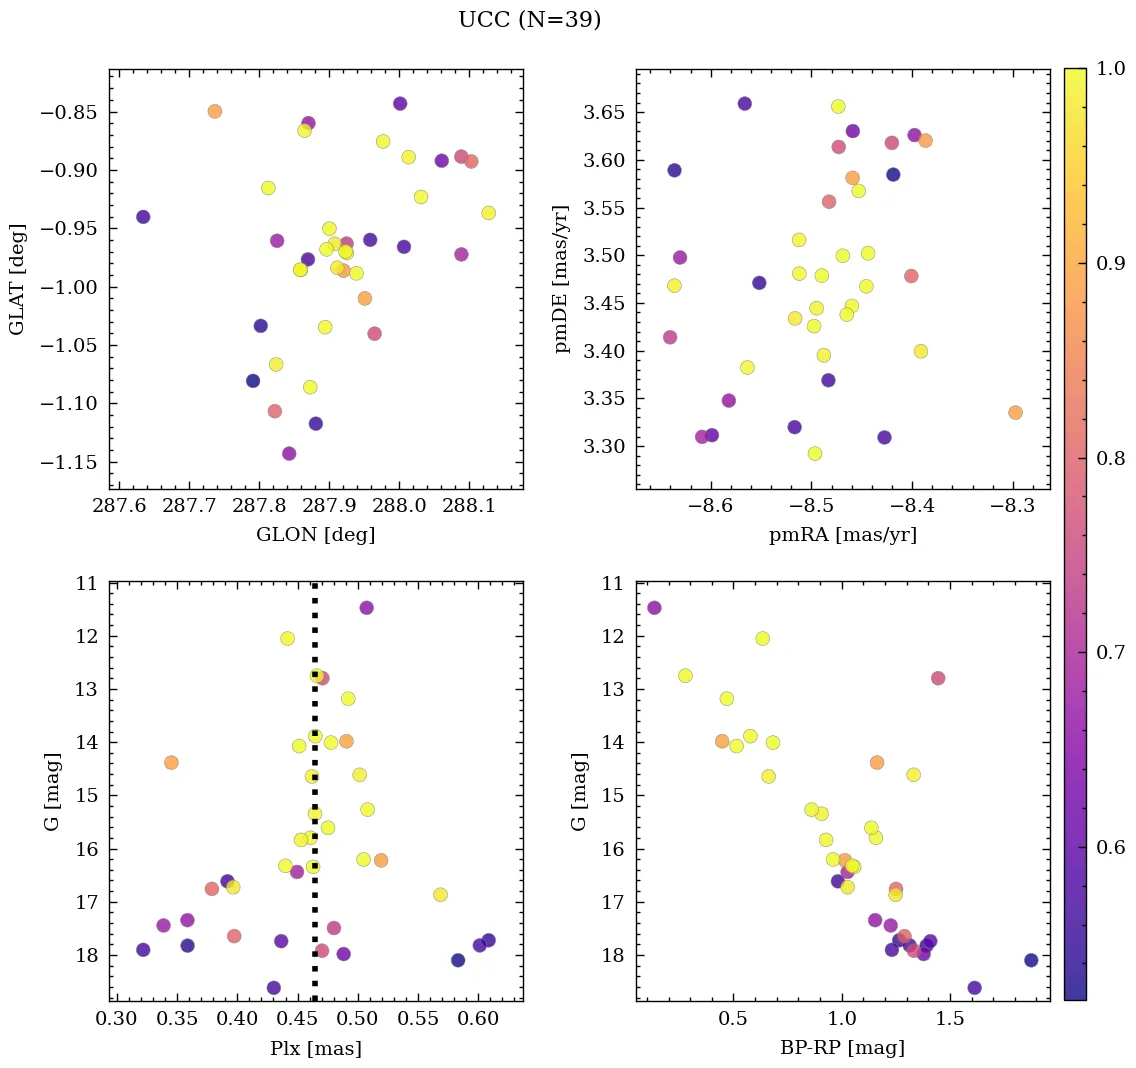 UCC (N=39)
−0.85
−0.90
−0.95
−1.00
−1.05
−1.10
−1.15
GLAT [deg]
287.6 287.7 287.8 287.9 288.0 288.1
GLON [deg]
3.65
3.60
3.55
3.50
3.45
3.40
3.35
3.30
pmDE [mas/yr]
−8.6 −8.5 −8.4 −8.3
pmRA [mas/yr]
1.0
0.9
0.8
0.7
0.6
11
12
13
14
15
16
17
18
G [mag]
0.30 0.35 0.40 0.45 0.50 0.55 0.60
Plx [mas]
11
12
13
14
15
16
17
18
G [mag]
0.5 1.0 1.5
BP-RP [mag]